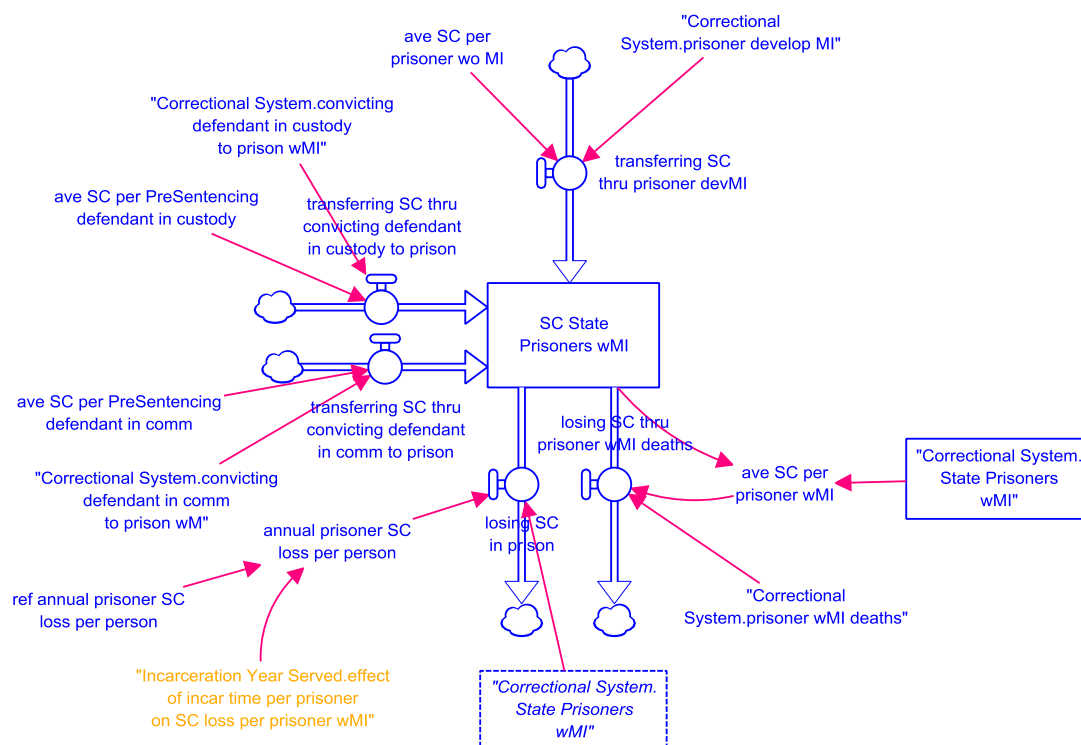 ave SC per
prisoner wo MI
"Correctional
System.prisoner develop MI"
"Correctional System.convicting
defendant in custody
to prison wMI"
transferring SC
thru prisoner devMI
ave SC per PreSentencing
defendant in custody
transferring SC thru
convicting defendant
in custody to prison
SC State
Prisoners wMI
ave SC per PreSentencing
defendant in comm
transferring SC thru
convicting defendant
in comm to prison
losing SC thru
prisoner wMI deaths
"Correctional System.
State Prisoners
wMI"
ave SC per
prisoner wMI
"Correctional System.convicting
defendant in comm
to prison wM"
annual prisoner SC
loss per person
losing SC
in prison
ref annual prisoner SC
loss per person
"Correctional
System.prisoner wMI deaths"
"Incarceration Year Served.effect
of incar time per prisoner
on SC loss per prisoner wMI"
"Correctional System.
State Prisoners
wMI"